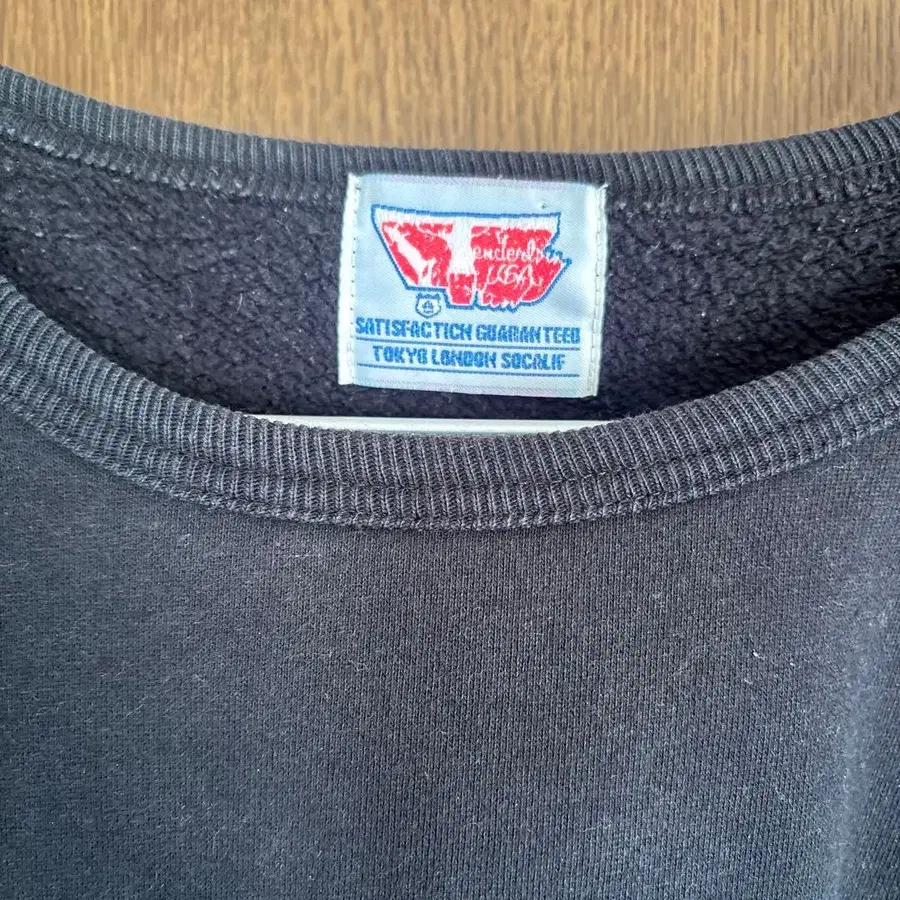 Tenderloin
USA
SATISFACTION GUARANTEED
TOKYO LONDON SOCALIF